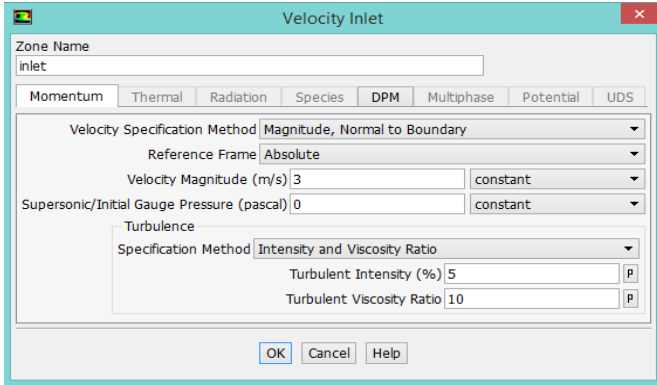 Velocity Inlet
Zone Name
inlet
Momentum Thermal Radiation Species DPM Multiphase Potential UDS
Velocity Specification Method Magnitude, Normal to Boundary
Reference Frame Absolute
Velocity Magnitude (m/s) 3 constant
Supersonic/Initial Gauge Pressure (pascal) 0 constant
Turbulence
Specification Method Intensity and Viscosity Ratio
Turbulent Intensity (%) 5 P
Turbulent Viscosity Ratio 10 P
OK Cancel Help